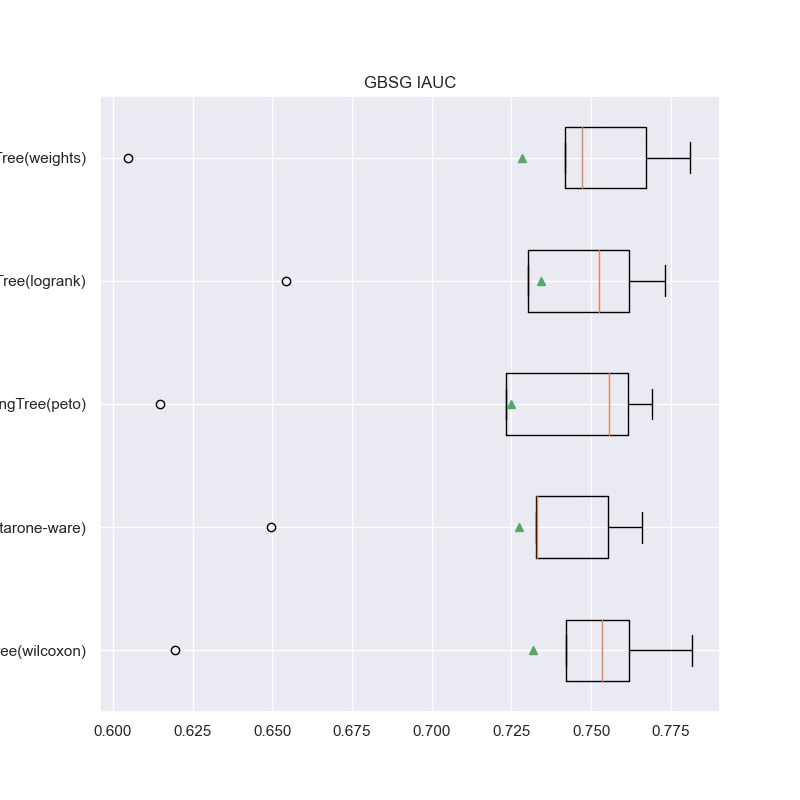 GBSG IAUC
Tree(weights)
Tree(logrank)
ngTree(peto)
tarone-ware)
ree(wilcoxon)
0.600 0.625 0.650 0.675 0.700 0.725 0.750 0.775